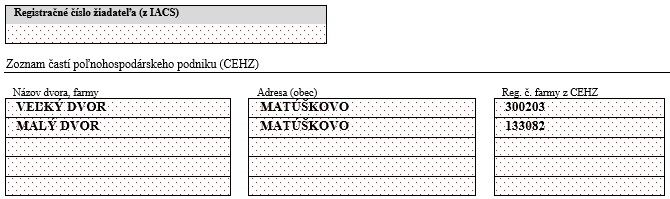 Registračné číslo žiadateľa (z IACS)
Zoznam častí poľnohospodárskeho podniku (CEHZ)
Názov dvora, farmy Adresa (obec) Reg. č. farmy z CEHZ
VEĽKÝ DVOR MATÚŠKOVO 300203
MALÝ DVOR MATÚŠKOVO 133082